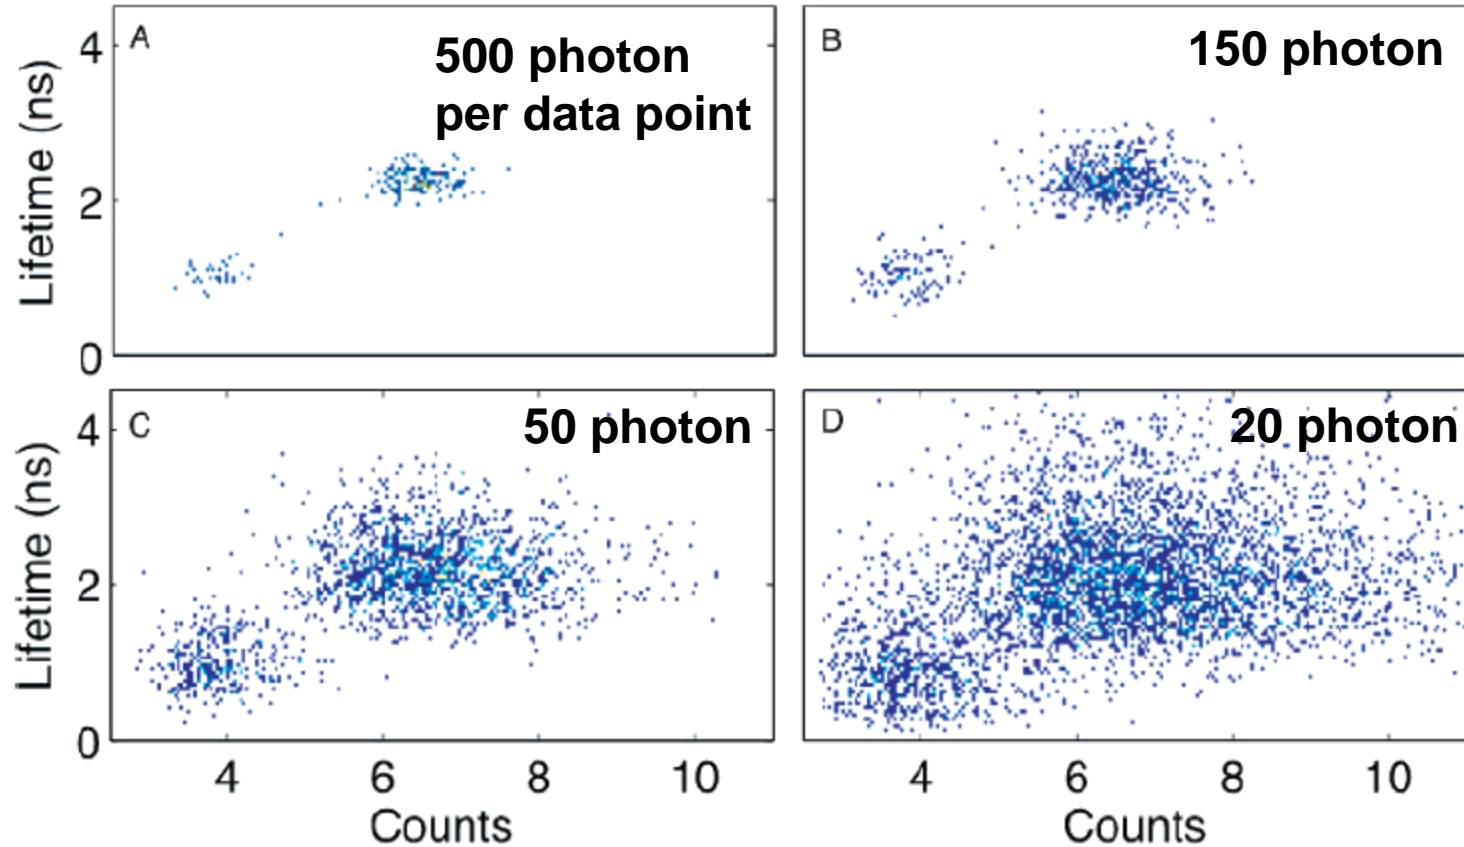 A
500 photon
per data point
B
150 photon
Lifetime (ns)
4
2
0
C
50 photon
D
20 photon
Lifetime (ns)
4
2
0
4 6 8 10
4 6 8 10
Counts
Counts